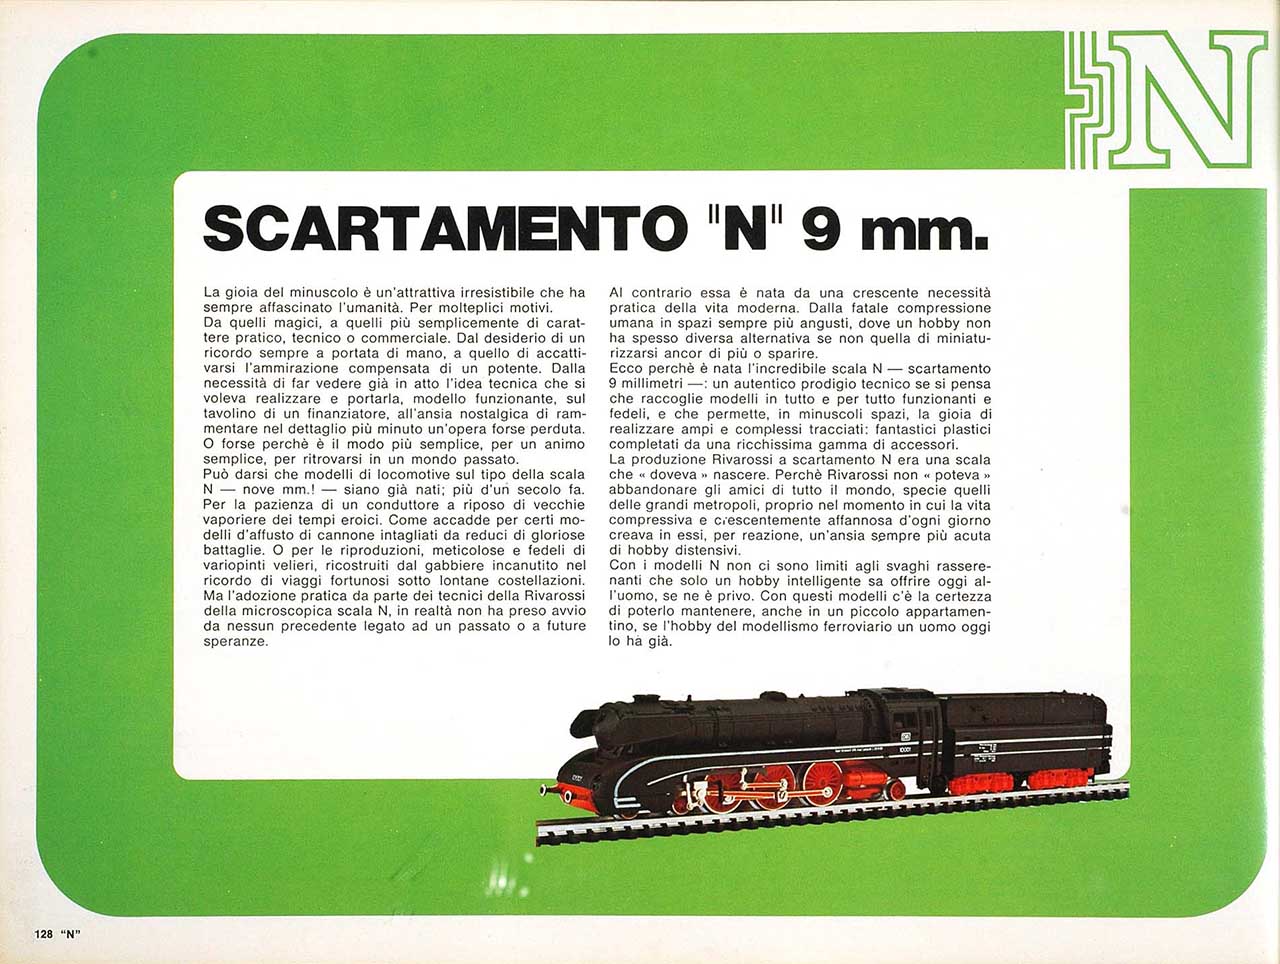 N
SCARTAMENTO "N" 9 mm.
La gioia del minuscolo è un'attrattiva irresistibile che ha
sempre affascinato l'umanità. Per molteplici motivi.
Da quelli magici, a quelli più semplicemente di carat-
tere pratico, tecnico o commerciale. Dal desiderio di un
ricordo sempre a portata di mano, a quello di accatti-
varsi l'ammirazione compensata di un potente. Dalla
necessità di far vedere già in atto l'idea tecnica che si
voleva realizzare e portarla, modello funzionante, sul
tavolino di un finanziatore, all'ansia nostalgica di ram-
mentare nel dettaglio più minuto un'opera forse perduta.
O forse perchè è il modo più semplice, per un animo
semplice, per ritrovarsi in un mondo passato.
Può darsi che modelli di locomotive sul tipo della scala
N — nove mm.! — siano già nati; più d'un secolo fa.
Per la pazienza di un conduttore a riposo di vecchie
vaporiere dei tempi eroici. Come accadde per certi mo-
delli d'affusto di cannone intagliati da reduci di gloriose
battaglie. O per le riproduzioni, meticolose e fedeli di
variopinti velieri, ricostruiti dal gabbiere incanutito nel
ricordo di viaggi fortunosi sotto lontane costellazioni.
Ma l'adozione pratica da parte dei tecnici della Rivarossi
della microscopica scala N, in realtà non ha preso avvio
da nessun precedente legato ad un passato o a future
speranze.
Al contrario essa è nata da una crescente necessità
pratica della vita moderna. Dalla fatale compressione
umana in spazi sempre più angusti, dove un hobby non
ha spesso diversa alternativa se non quella di miniatu-
rizzarsi ancor di più o sparire.
Ecco perchè è nata l'incredibile scala N — scartamento
9 millimetri —: un autentico prodigio tecnico se si pensa
che raccoglie modelli in tutto e per tutto funzionanti e
fedeli, e che permette, in minuscoli spazi, la gioia di
realizzare ampi e complessi tracciati: fantastici plastici
completati da una ricchissima gamma di accessori.
La produzione Rivarossi a scartamento N era una scala
che « doveva » nascere. Perchè Rivarossi non « poteva »
abbandonare gli amici di tutto il mondo, specie quelli
delle grandi metropoli, proprio nel momento in cui la vita
compressiva e crescentemente affannosa d'ogni giorno
creava in essi, per reazione, un'ansia sempre più acuta
di hobby distensivi.
Con i modelli N non ci sono limiti agli svaghi rassere-
nanti che solo un hobby intelligente sa offrire oggi al-
l'uomo, se ne è privo. Con questi modelli c'è la certezza
di poterlo mantenere, anche in un piccolo appartamen-
tino, se l'hobby del modellismo ferroviario un uomo oggi
lo ha già.
DB
10001
128 "N"